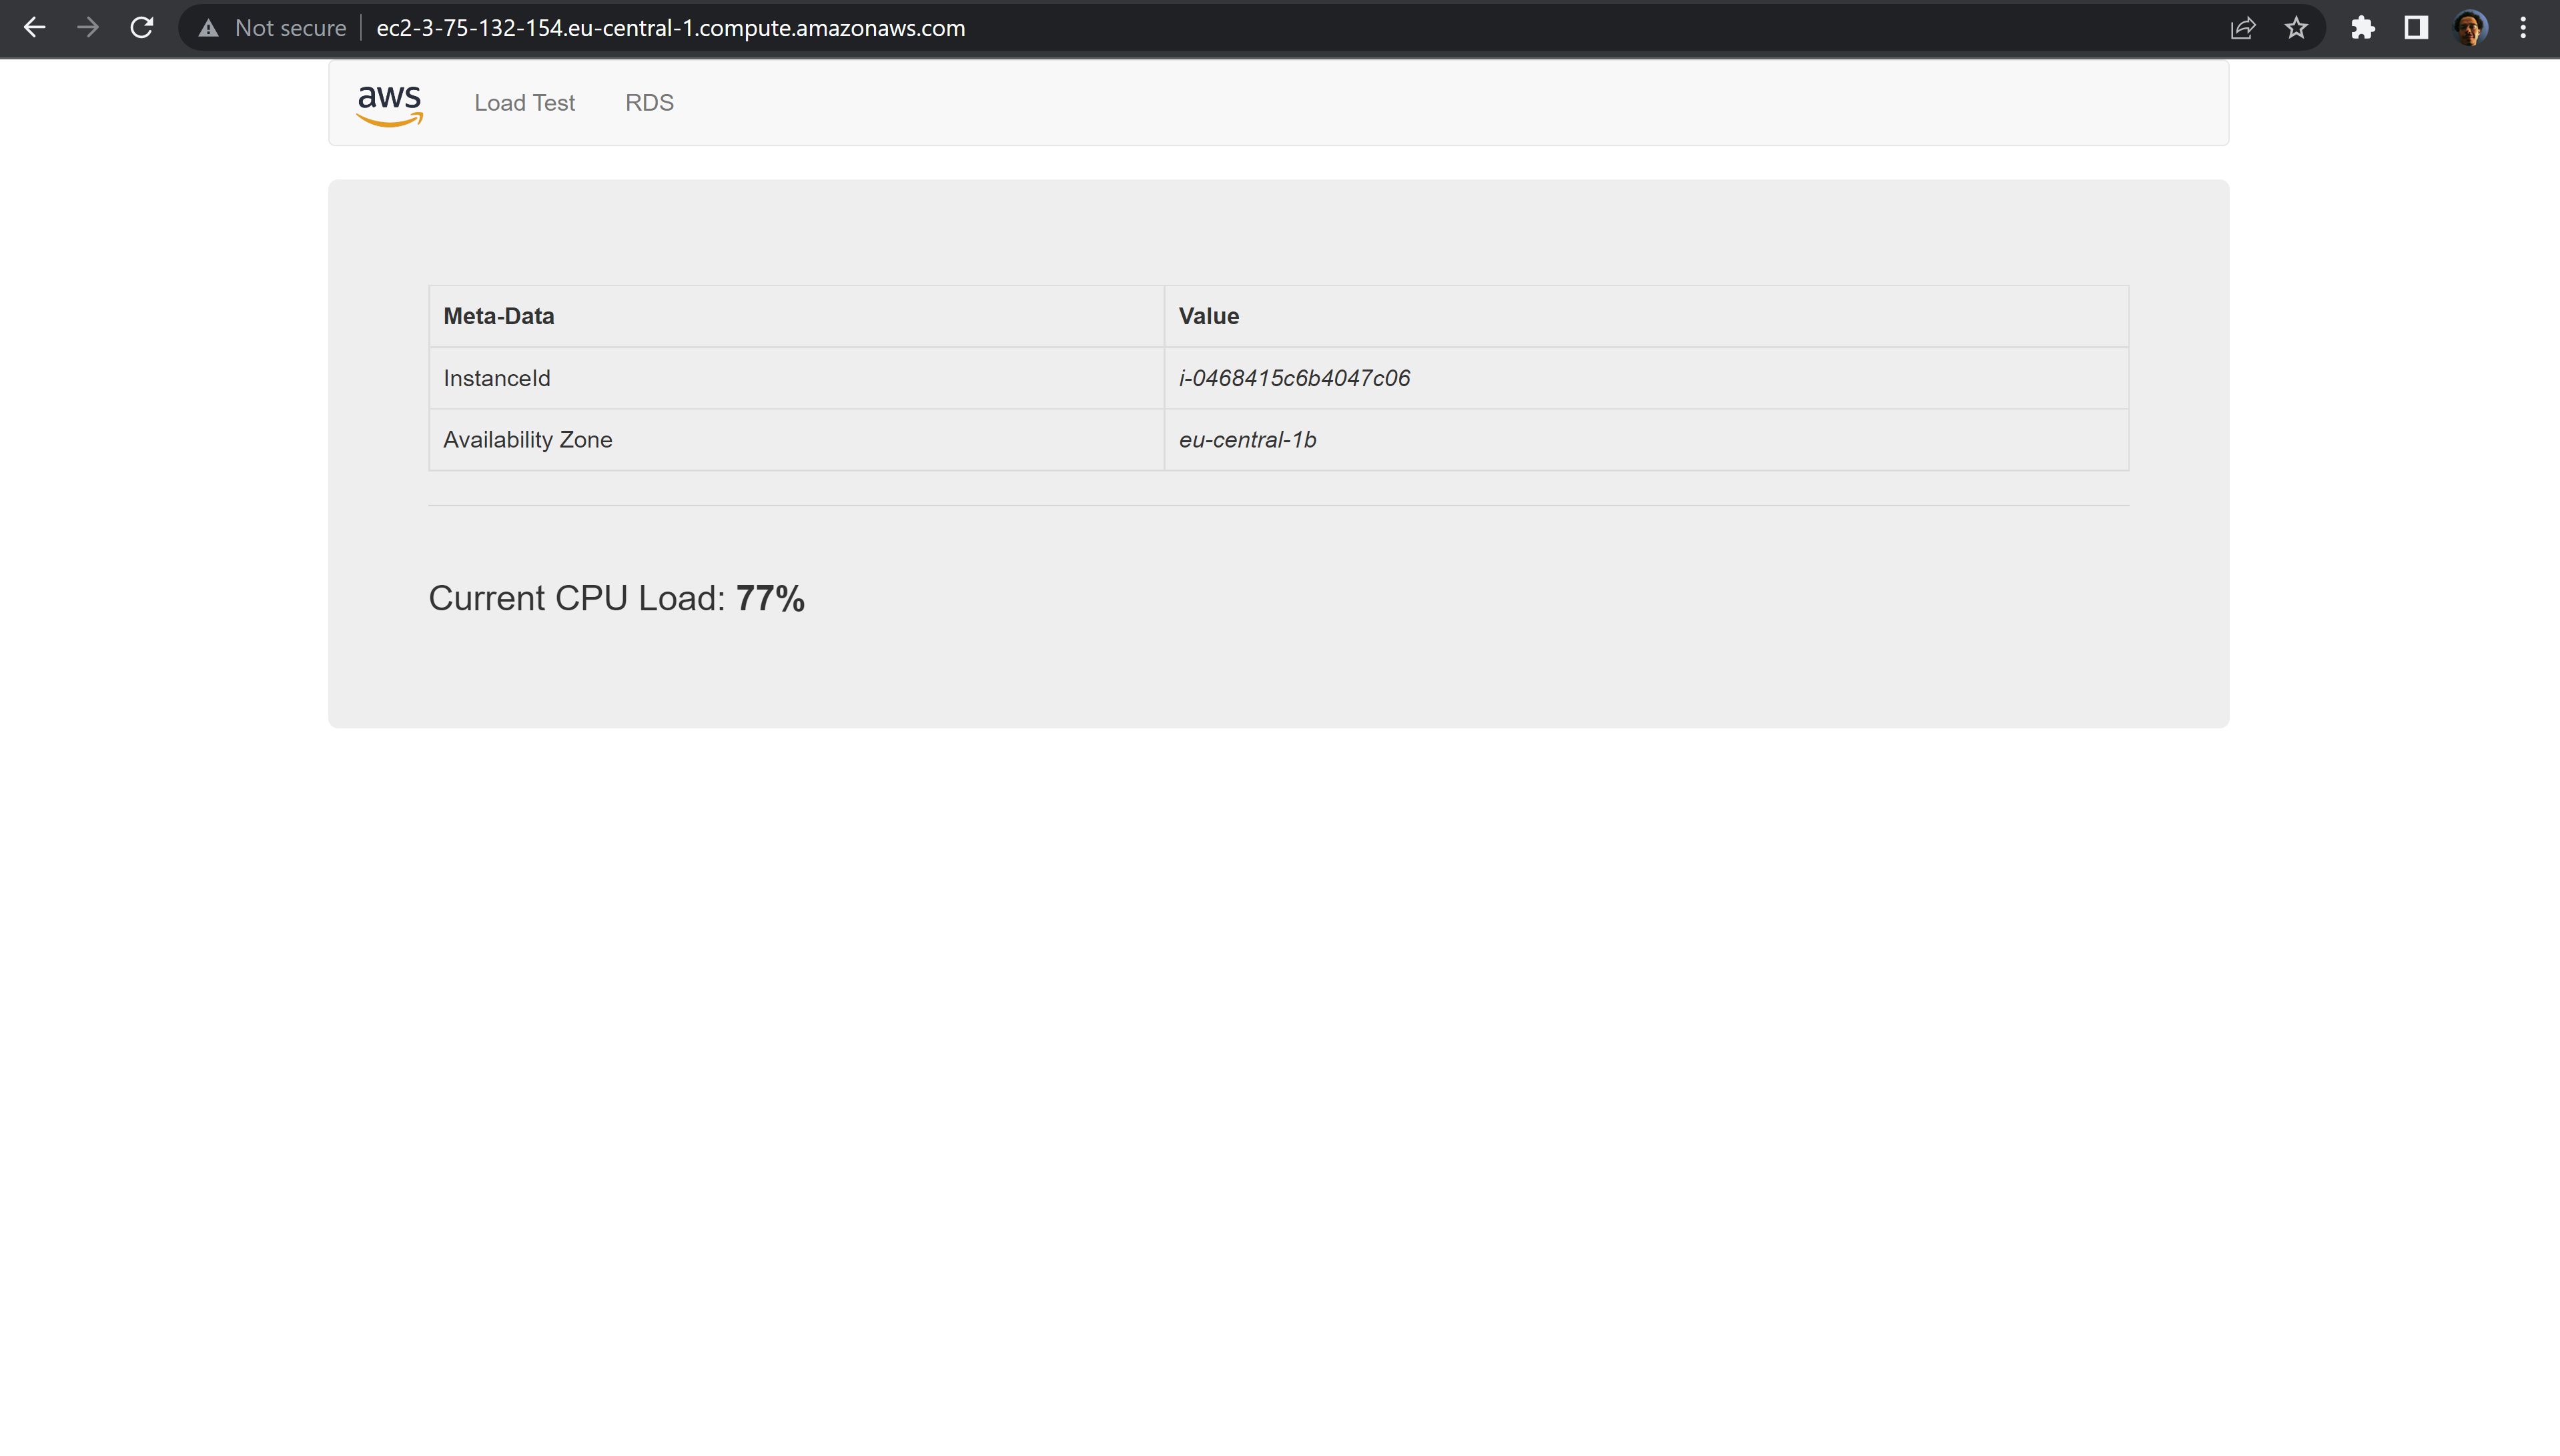 Not secure ec2-3-75-132-154.eu-central-1.compute.amazonaws.com
aws Load Test RDS
Meta-Data Value
InstanceId i-0468415c6b4047c06
Availability Zone eu-central-1b
Current CPU Load: 77%